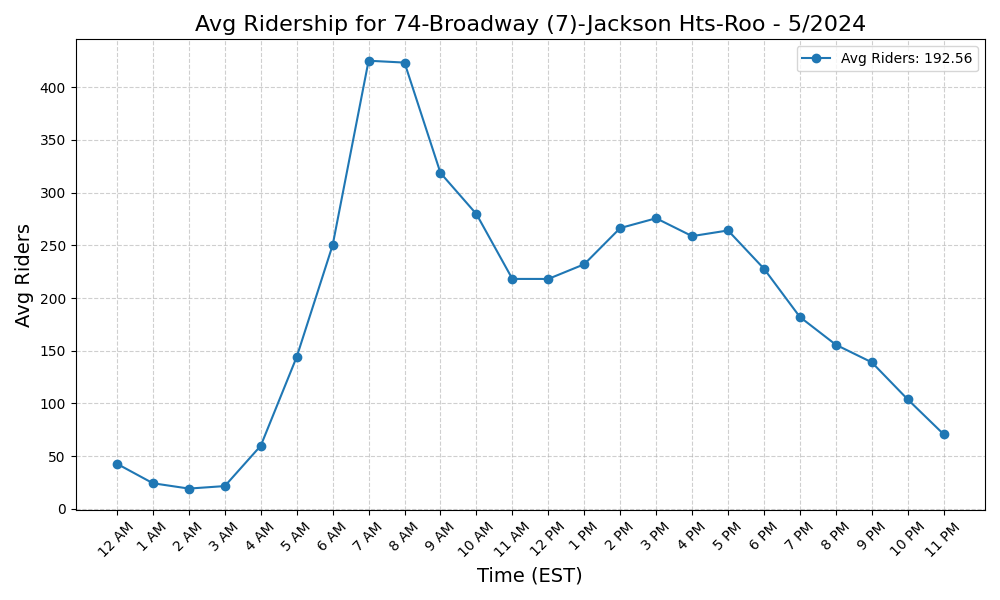 Avg Ridership for 74-Broadway (7)-Jackson Hts-Roo - 5/2024
Avg Riders: 192.56
Avg Riders
400
350
300
250
200
150
100
50
0
12 AM
1 AM
2 AM
3 AM
4 AM
5 AM
6 AM
7 AM
8 AM
9 AM
10 AM
11 AM
12 PM
1 PM
2 PM
3 PM
4 PM
5 PM
6 PM
7 PM
8 PM
9 PM
10 PM
11 PM
Time (EST)